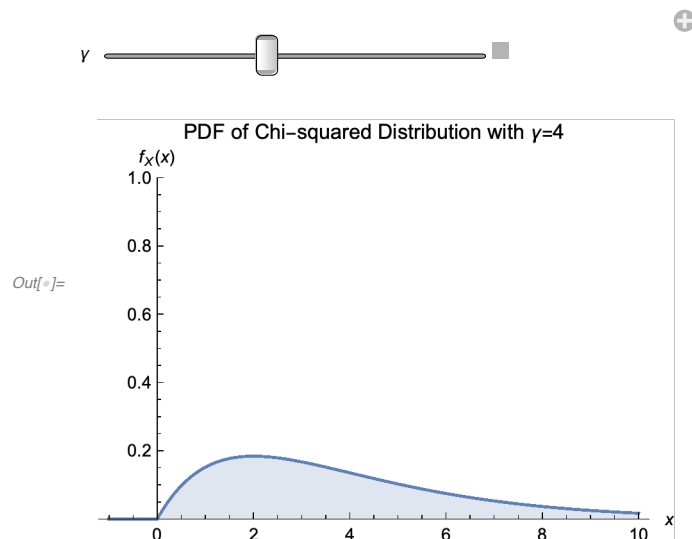 γ
PDF of Chi-squared Distribution with γ=4
fX(x)
1.0
0.8
Out[•]=
0.6
0.4
0.2
x
0 2 4 6 8 10